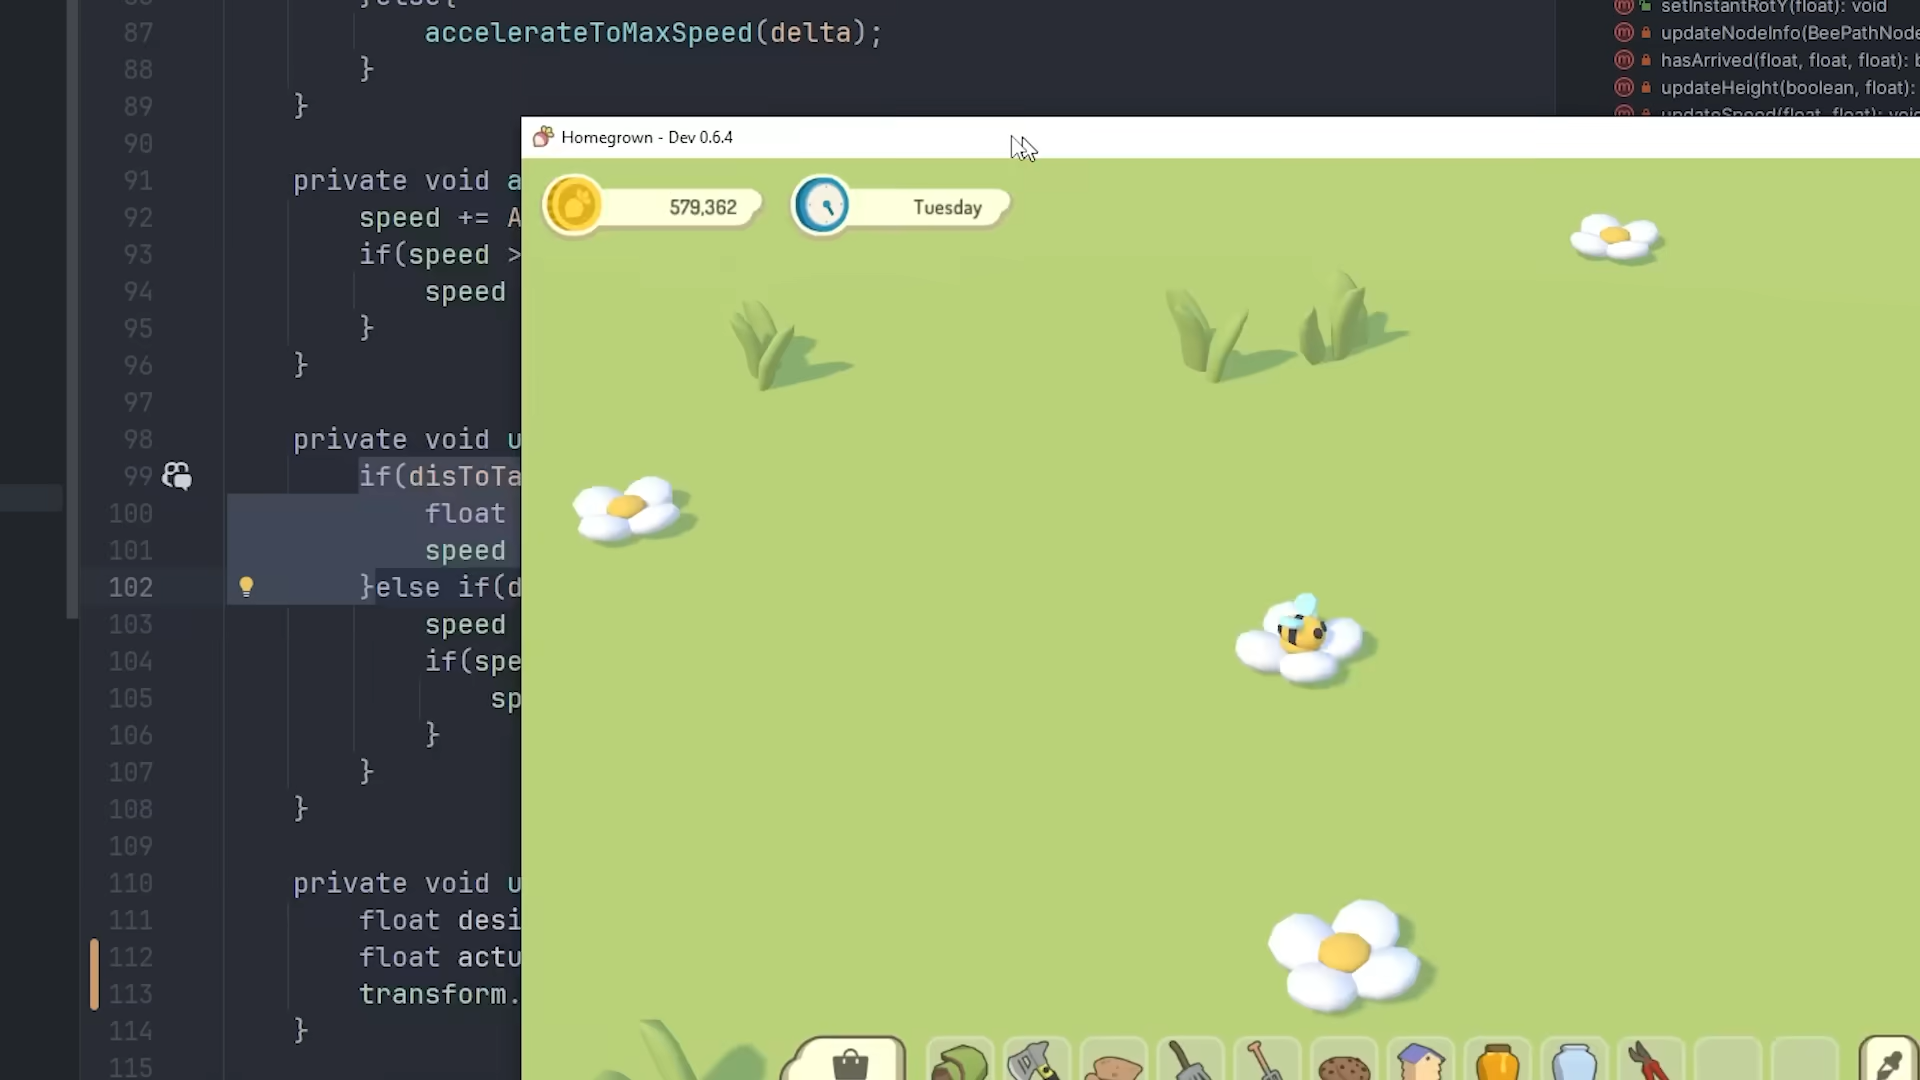 87 accelerateToMaxSpeed(delta);
88 }
89 }
90
91 private void a
92 speed += A
93 if(speed >
94 speed
95 }
96 }
97
98 private void u
99 if(disToTa
100 float
101 speed
102 }else if(d
103 speed
104 if(spe
105 sp
106 }
107 }
108 }
109
110 private void u
111 float desi
112 float actu
113 transform.
114 }
115
setInstantRotY(float): void
updateNodeInfo(BeePathNode
hasArrived(float, float, float): b
updateHeight(boolean, float):
updateSpeed(float, float): void
Homegrown - Dev 0.6.4
579,362
Tuesday